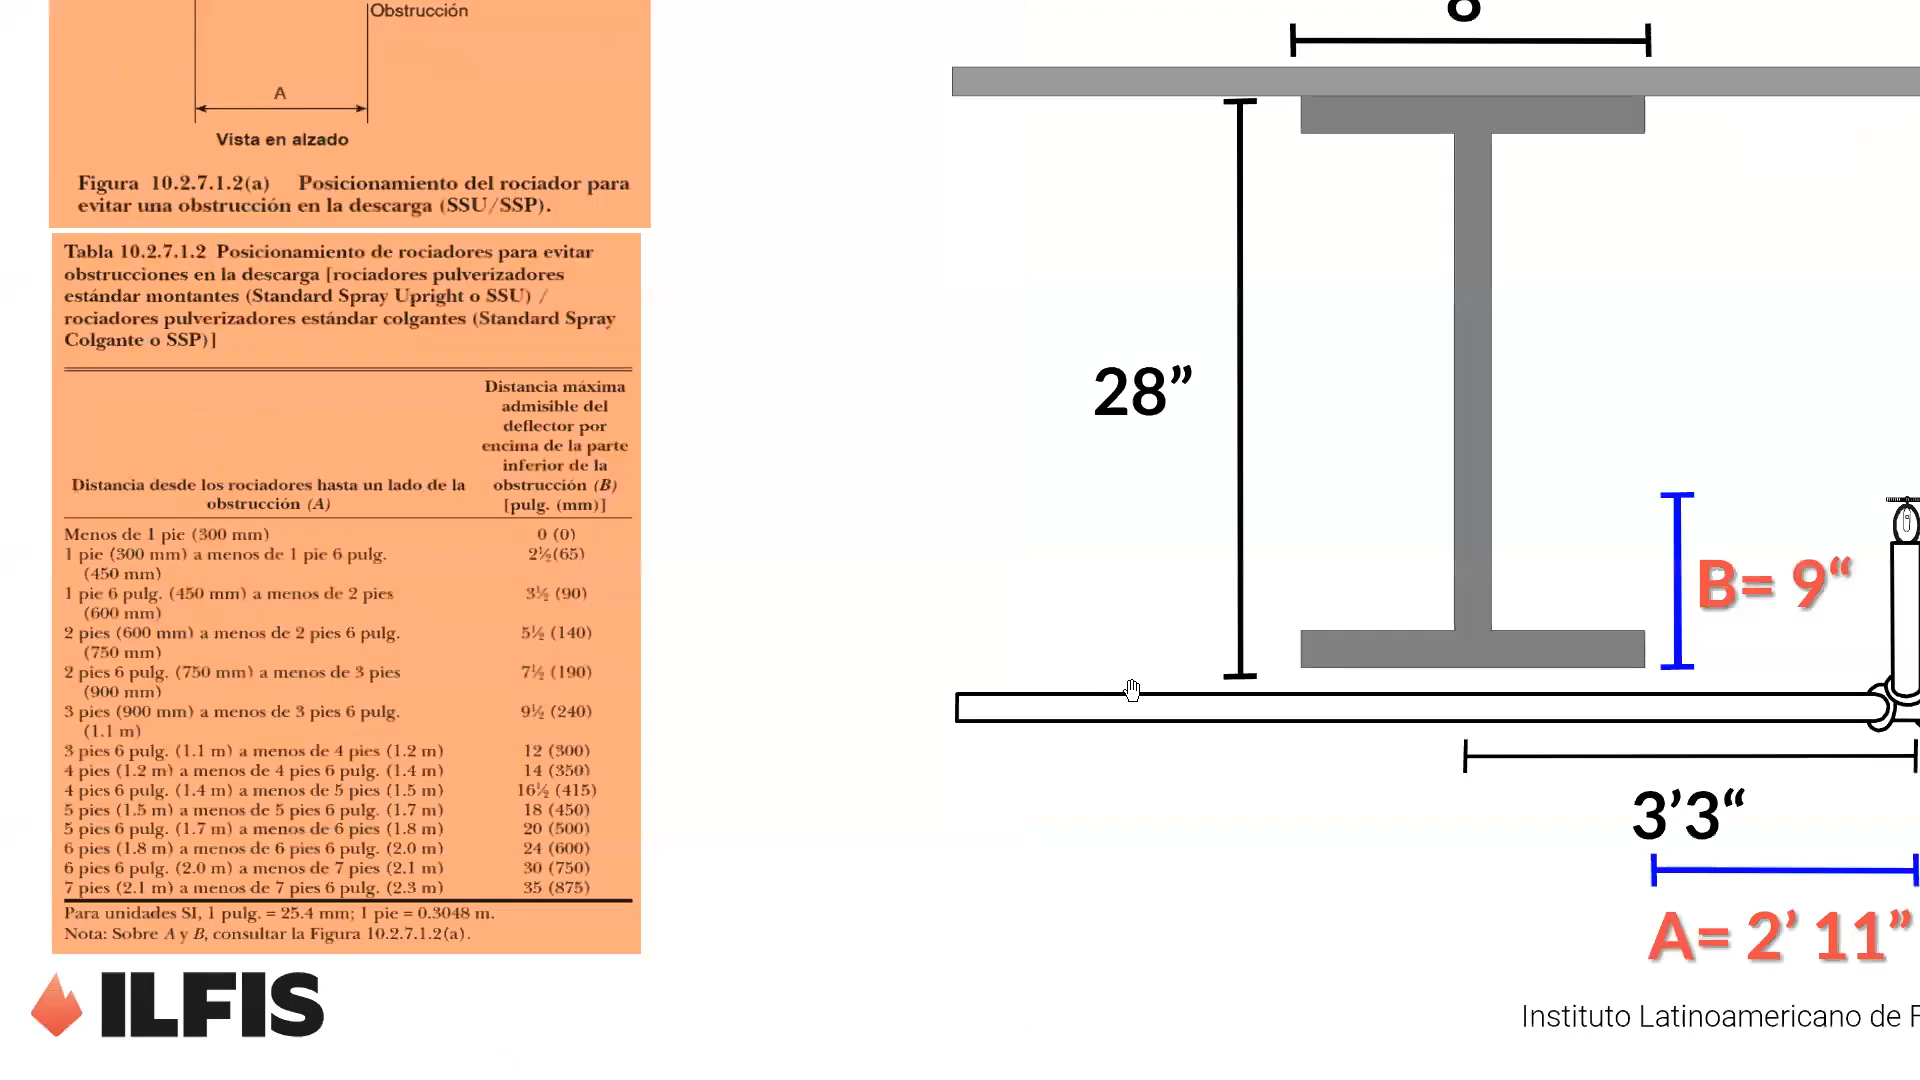 Obstrucción
A
Vista en alzado
Figura 10.2.7.1.2(a) Posicionamiento del rociador para
evitar una obstrucción en la descarga (SSU/SSP).
Tabla 10.2.7.1.2 Posicionamiento de rociadores para evitar
obstrucciones en la descarga [rociadores pulverizadores
estándar montantes (Standard Spray Upright o SSU) /
rociadores pulverizadores estándar colgantes (Standard Spray
Colgante o SSP)]
Distancia desde los rociadores hasta un lado de la
obstrucción (A)
Distancia máxima
admisible del
deflector por
encima de la parte
inferior de la
obstrucción (B)
[pulg. (mm)]
Menos de 1 pie (300 mm) 0 (0)
1 pie (300 mm) a menos de 1 pie 6 pulg. 2½(65)
(450 mm)
1 pie 6 pulg. (450 mm) a menos de 2 pies 3½ (90)
(600 mm)
2 pies (600 mm) a menos de 2 pies 6 pulg. 5½ (140)
(750 mm)
2 pies 6 pulg. (750 mm) a menos de 3 pies 7½ (190)
(900 mm)
3 pies (900 mm) a menos de 3 pies 6 pulg. 9½ (240)
(1.1 m)
3 pies 6 pulg. (1.1 m) a menos de 4 pies (1.2 m) 12 (300)
4 pies (1.2 m) a menos de 4 pies 6 pulg. (1.4 m) 14 (350)
4 pies 6 pulg. (1.4 m) a menos de 5 pies (1.5 m) 16½ (415)
5 pies (1.5 m) a menos de 5 pies 6 pulg. (1.7 m) 18 (450)
5 pies 6 pulg. (1.7 m) a menos de 6 pies (1.8 m) 20 (500)
6 pies (1.8 m) a menos de 6 pies 6 pulg. (2.0 m) 24 (600)
6 pies 6 pulg. (2.0 m) a menos de 7 pies (2.1 m) 30 (750)
7 pies (2.1 m) a menos de 7 pies 6 pulg. (2.3 m) 35 (875)
Para unidades SI, 1 pulg. = 25.4 mm; 1 pie = 0.3048 m.
Nota: Sobre A y B, consultar la Figura 10.2.7.1.2(a).
ILFIS
28”
B= 9“
3’3“
A= 2’ 11”
Instituto Latinoamericano de